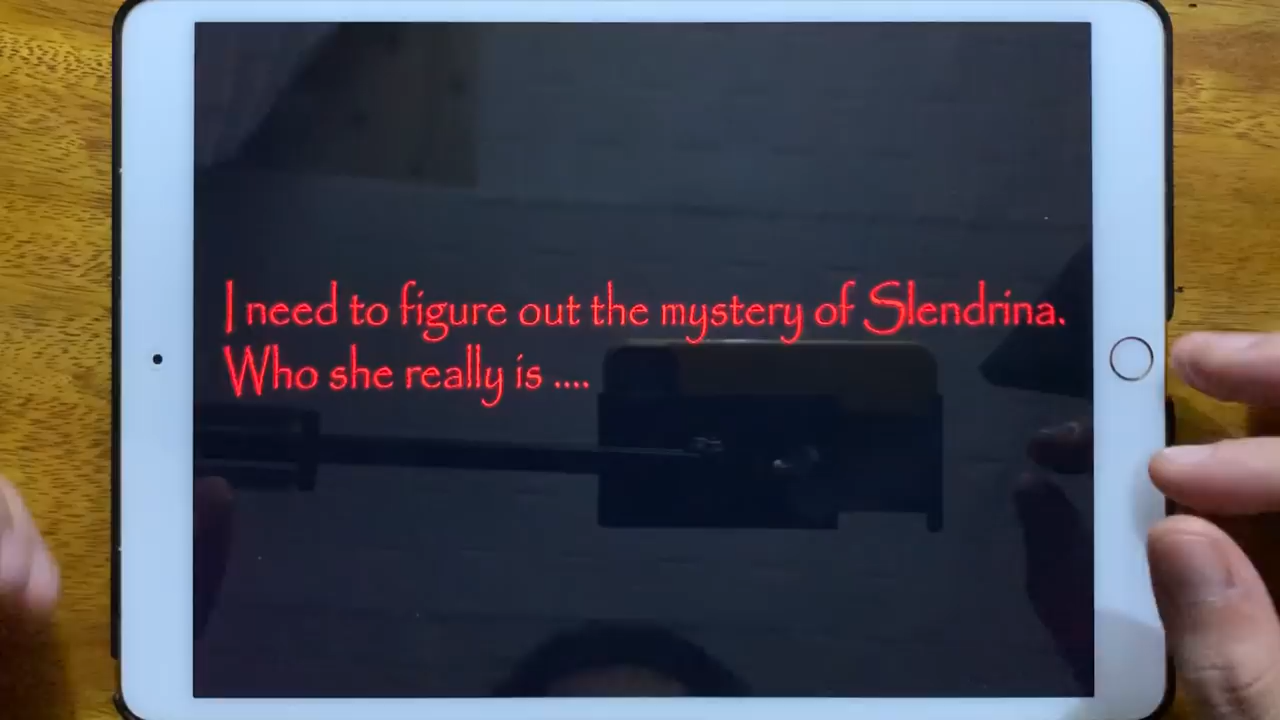 I need to figure out the mystery of Slendrina.
Who she really is ....